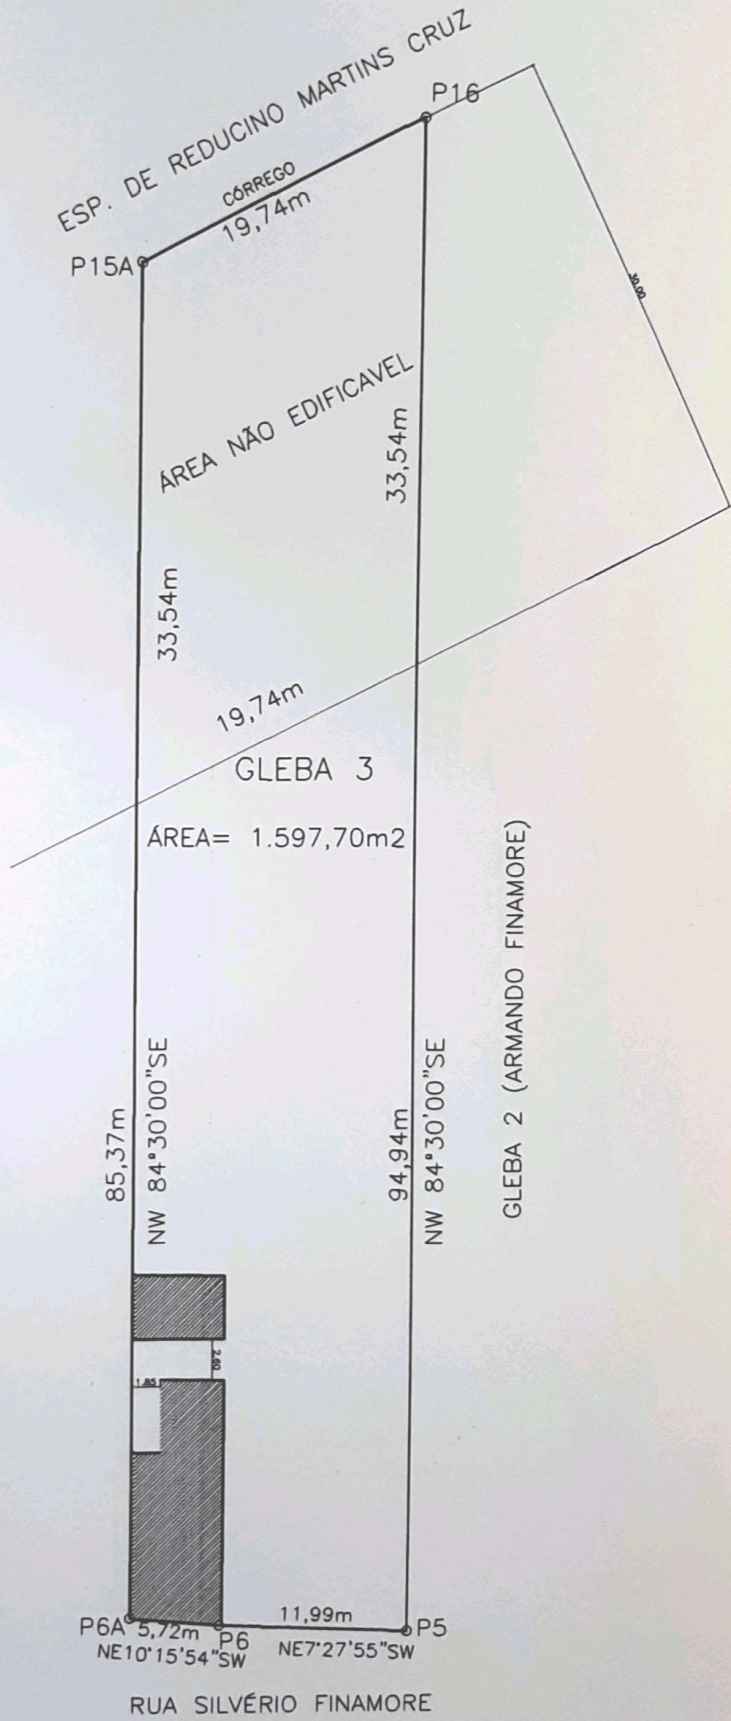 ESP. DE REDUCINO MARTINS CRUZ
P16
CÓRREGO
19,74m
P15A
30.00
ÁREA NÃO EDIFICAVEL
33,54m
33,54m
19,74m
GLEBA 3
ÁREA= 1.597,70m2
GLEBA 2 (ARMANDO FINAMORE)
85,37m
NW 84°30'00"SE
94,94m
NW 84°30'00"SE
2.60
1.85
P6A
5,72m
P6
11,99m
P5
NE10°15'54"SW
NE7°27'55"SW
RUA SILVÉRIO FINAMORE